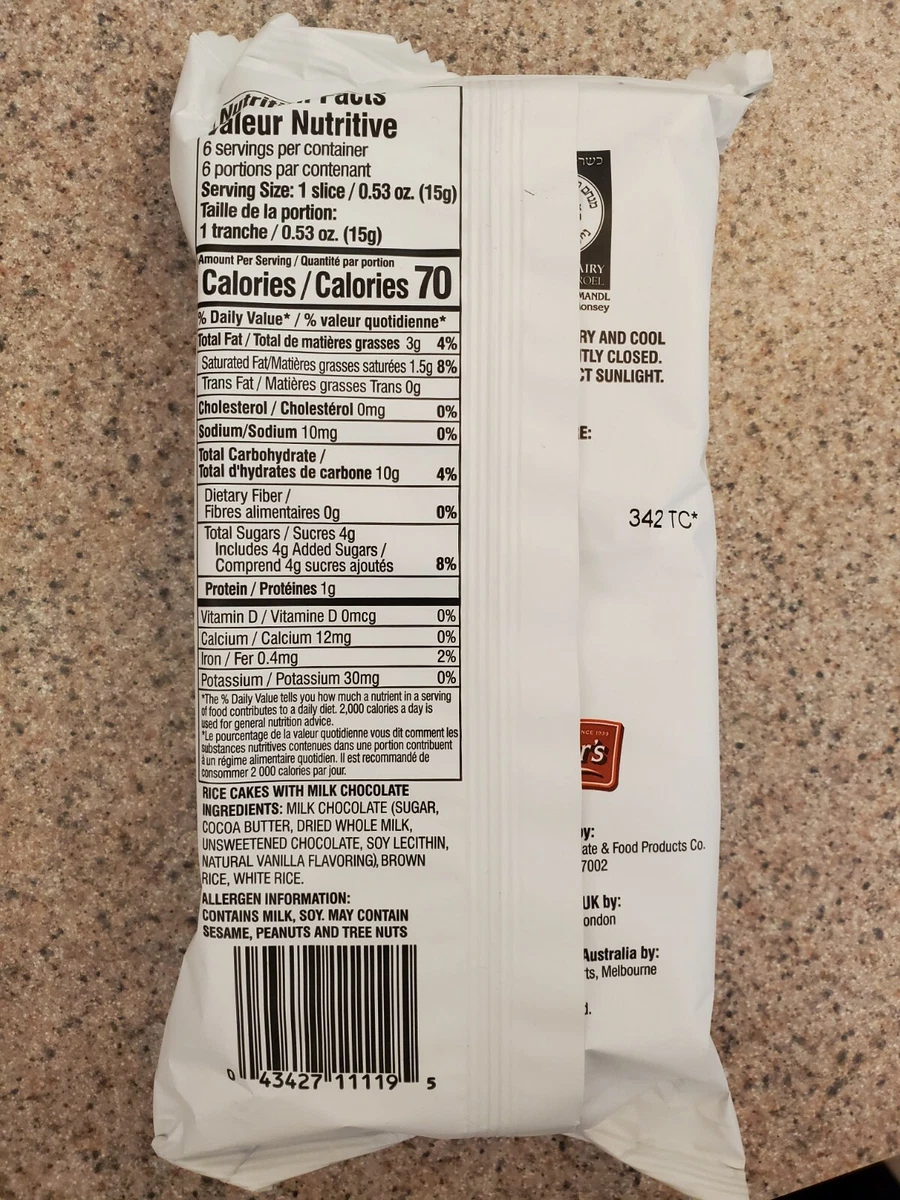 Nutrition Facts
Valeur Nutritive
6 servings per container
6 portions par contenant
Serving Size: 1 slice / 0.53 oz. (15g)
Taille de la portion:
1 tranche / 0.53 oz. (15g)
Amount Per Serving / Quantité par portion
Calories / Calories 70
% Daily Value* / % valeur quotidienne*
Total Fat / Total de matières grasses 3g 4%
Saturated Fat/Matières grasses saturées 1.5g 8%
Trans Fat / Matières grasses Trans 0g
Cholesterol / Cholestérol 0mg 0%
Sodium/Sodium 10mg 0%
Total Carbohydrate /
Total d'hydrates de carbone 10g 4%
Dietary Fiber /
Fibres alimentaires 0g 0%
Total Sugars / Sucres 4g
Includes 4g Added Sugars /
Comprend 4g sucres ajoutés 8%
Protein / Protéines 1g
Vitamin D / Vitamine D 0mcg 0%
Calcium / Calcium 12mg 0%
Iron / Fer 0.4mg 2%
Potassium / Potassium 30mg 0%
*The % Daily Value tells you how much a nutrient in a serving
of food contributes to a daily diet. 2,000 calories a day is
used for general nutrition advice.
*Le pourcentage de la valeur quotidienne vous dit comment les
substances nutritives contenues dans une portion contribuent
à un régime alimentaire quotidien. Il est recommandé de
consommer 2 000 calories par jour.
RICE CAKES WITH MILK CHOCOLATE
INGREDIENTS: MILK CHOCOLATE (SUGAR,
COCOA BUTTER, DRIED WHOLE MILK,
UNSWEETENED CHOCOLATE, SOY LECITHIN,
NATURAL VANILLA FLAVORING), BROWN
RICE, WHITE RICE.
ALLERGEN INFORMATION:
CONTAINS MILK, SOY. MAY CONTAIN
SESAME, PEANUTS AND TREE NUTS
0 43427 11119 5
כשר
AIRY
ROEL
MANDL
onsey
RY AND COOL
TLY CLOSED.
CT SUNLIGHT.
E:
342 TC*
NCE 1933
r's
by:
ate & Food Products Co.
7002
UK by:
ondon
Australia by:
ts, Melbourne
d.